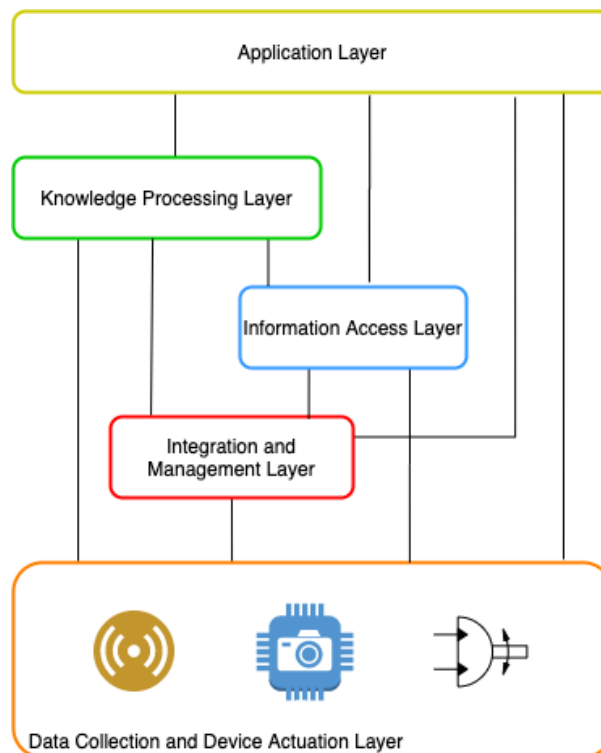 Application Layer
Knowledge Processing Layer
Information Access Layer
Integration and
Management Layer
Data Collection and Device Actuation Layer